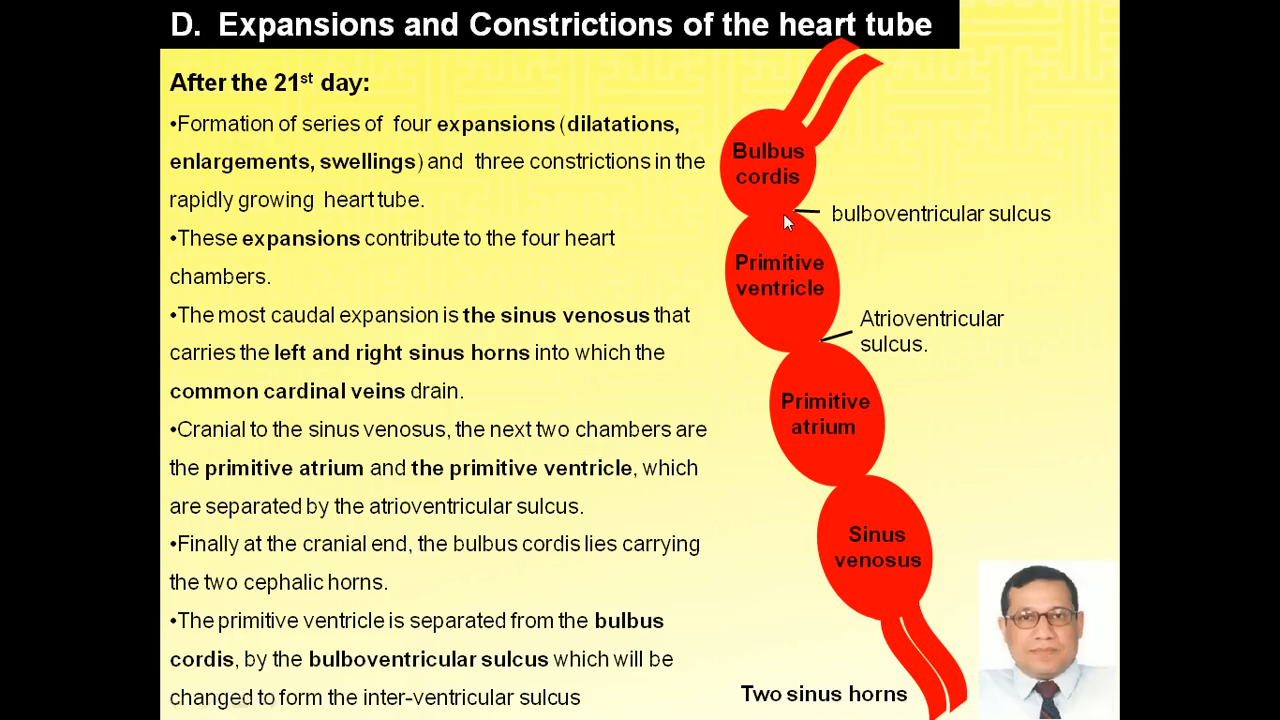 D. Expansions and Constrictions of the heart tube
After the 21st day:
•Formation of series of four expansions (dilatations,
enlargements, swellings) and three constrictions in the
rapidly growing heart tube.
•These expansions contribute to the four heart
chambers.
•The most caudal expansion is the sinus venosus that
carries the left and right sinus horns into which the
common cardinal veins drain.
•Cranial to the sinus venosus, the next two chambers are
the primitive atrium and the primitive ventricle, which
are separated by the atrioventricular sulcus.
•Finally at the cranial end, the bulbus cordis lies carrying
the two cephalic horns.
•The primitive ventricle is separated from the bulbus
cordis, by the bulboventricular sulcus which will be
changed to form the inter-ventricular sulcus
Bulbus
cordis
bulboventricular sulcus
Primitive
ventricle
Atrioventricular
sulcus.
Primitive
atrium
Sinus
venosus
Two sinus horns